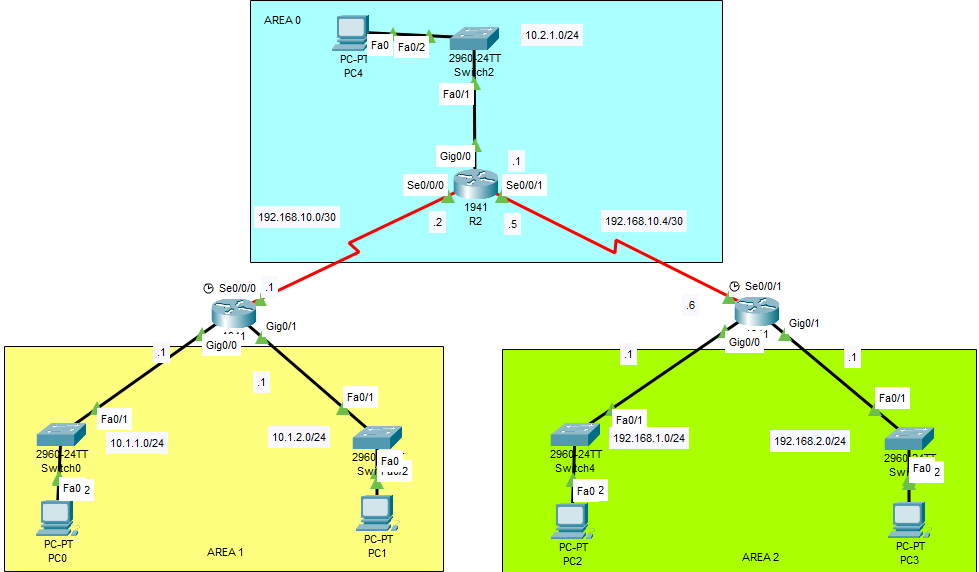 AREA 0
10.2.1.0/24
Fa0
Fa0/2
PC-PT
PC4
2960-24TT
Switch2
Fa0/1
Gig0/0
.1
Se0/0/0
Se0/0/1
1941
R2
.2
.5
192.168.10.0/30
192.168.10.4/30
Se0/0/0
.1
Gig0/1
Gig0/0
.1
.1
Se0/0/1
.6
Gig0/1
Gig0/0
.1
.1
Fa0/1
10.1.1.0/24
2960-24TT
Switch0
Fa0
2
PC-PT
PC0
Fa0/1
10.1.2.0/24
Fa0
PC-PT
PC1
AREA 1
Fa0/1
192.168.1.0/24
2960-24TT
Switch4
Fa0
2
PC-PT
PC2
Fa0/1
192.168.2.0/24
Fa0
2
PC-PT
PC3
AREA 2